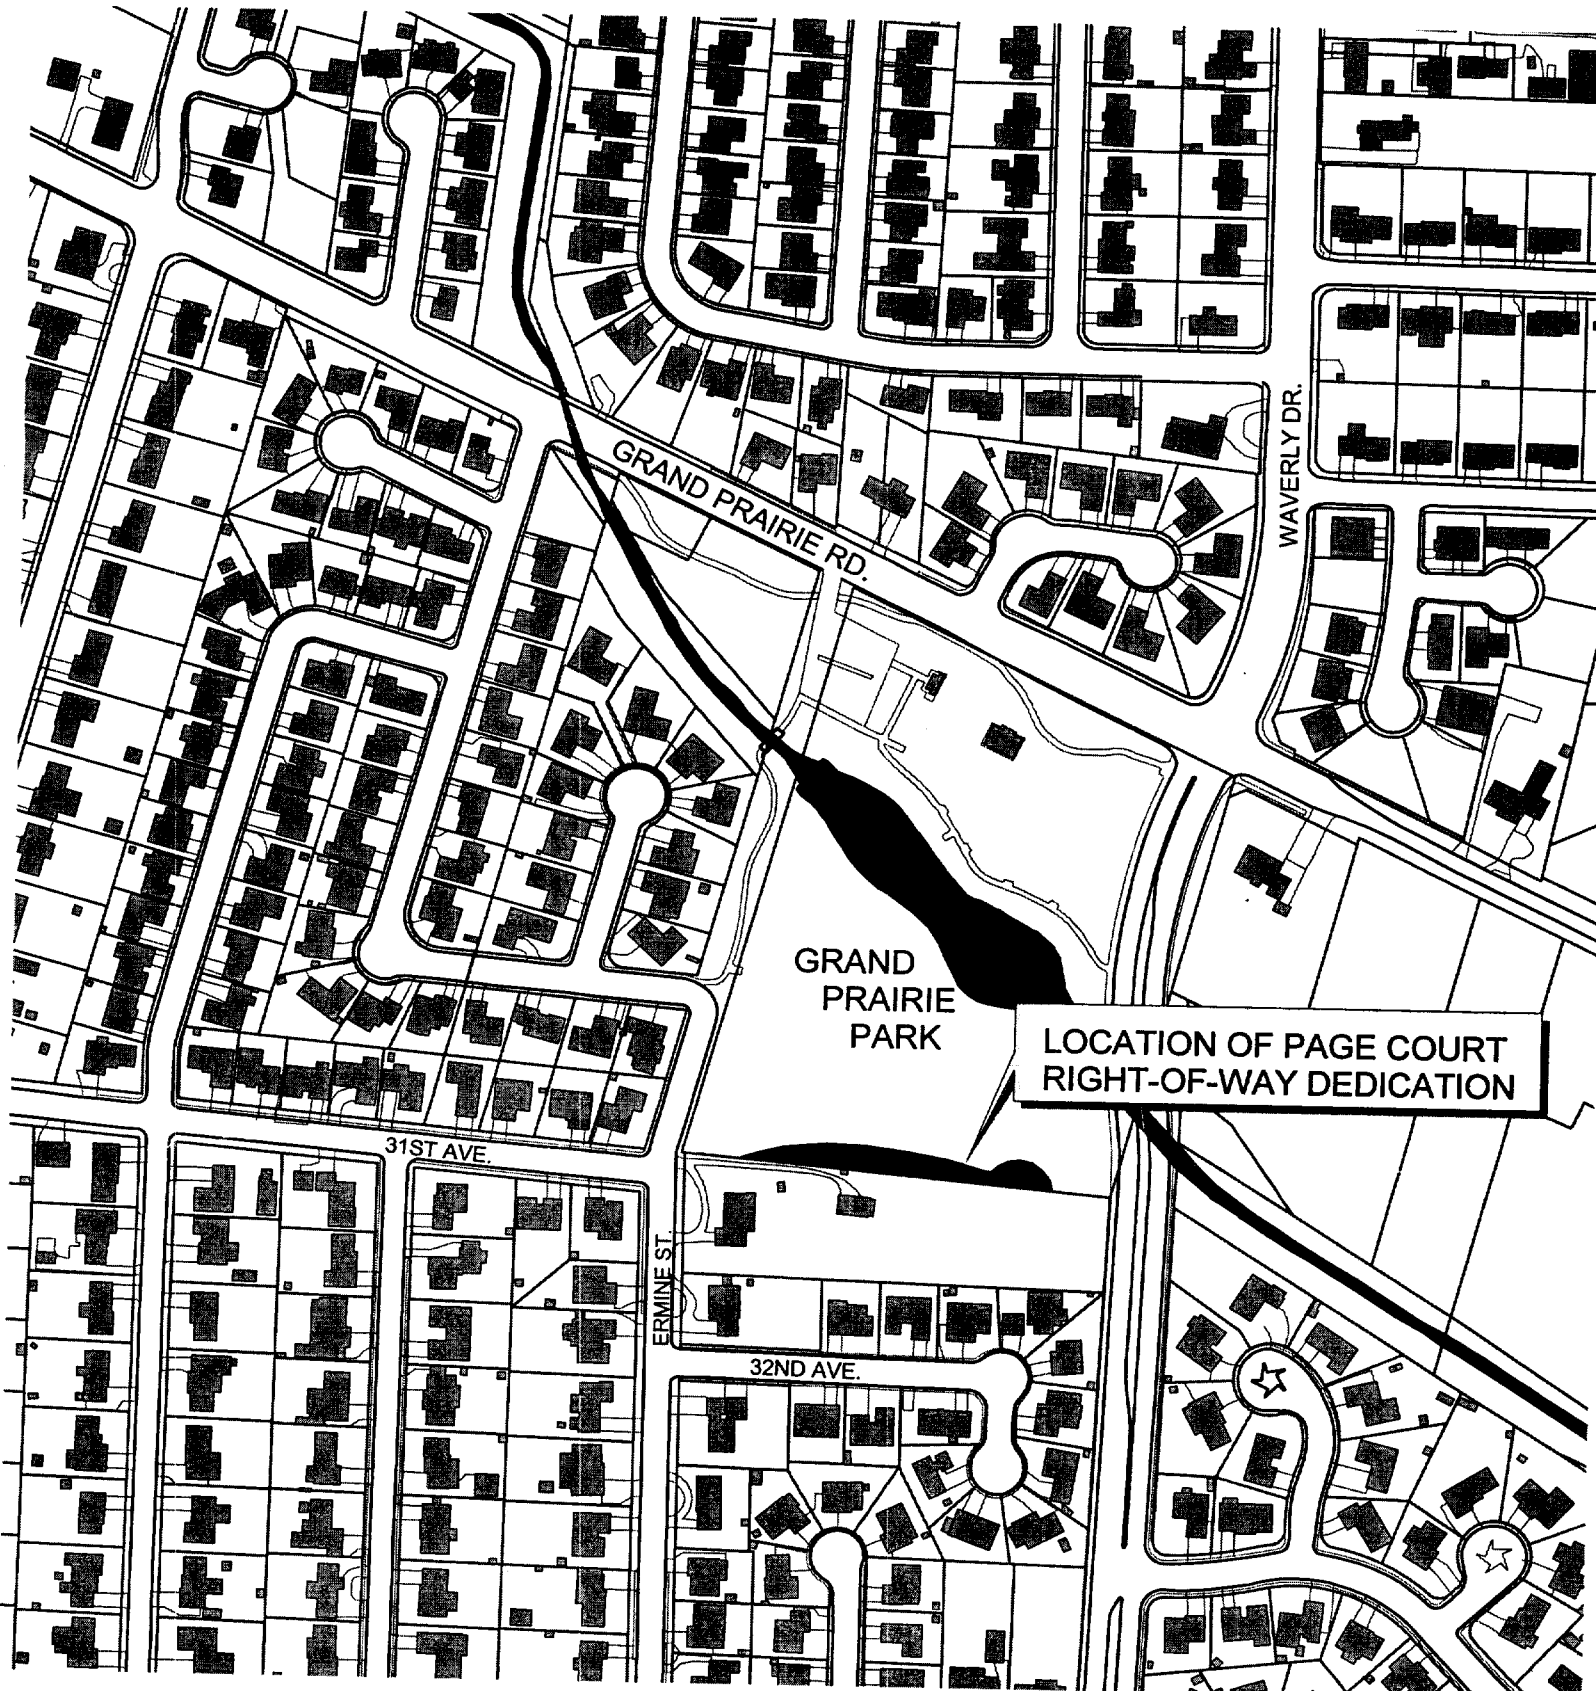 GRAND PRAIRIE RD.
WAVERLY DR.
GRAND
PRAIRIE
PARK
LOCATION OF PAGE COURT
RIGHT-OF-WAY DEDICATION
31ST AVE.
ERMINE ST.
32ND AVE.